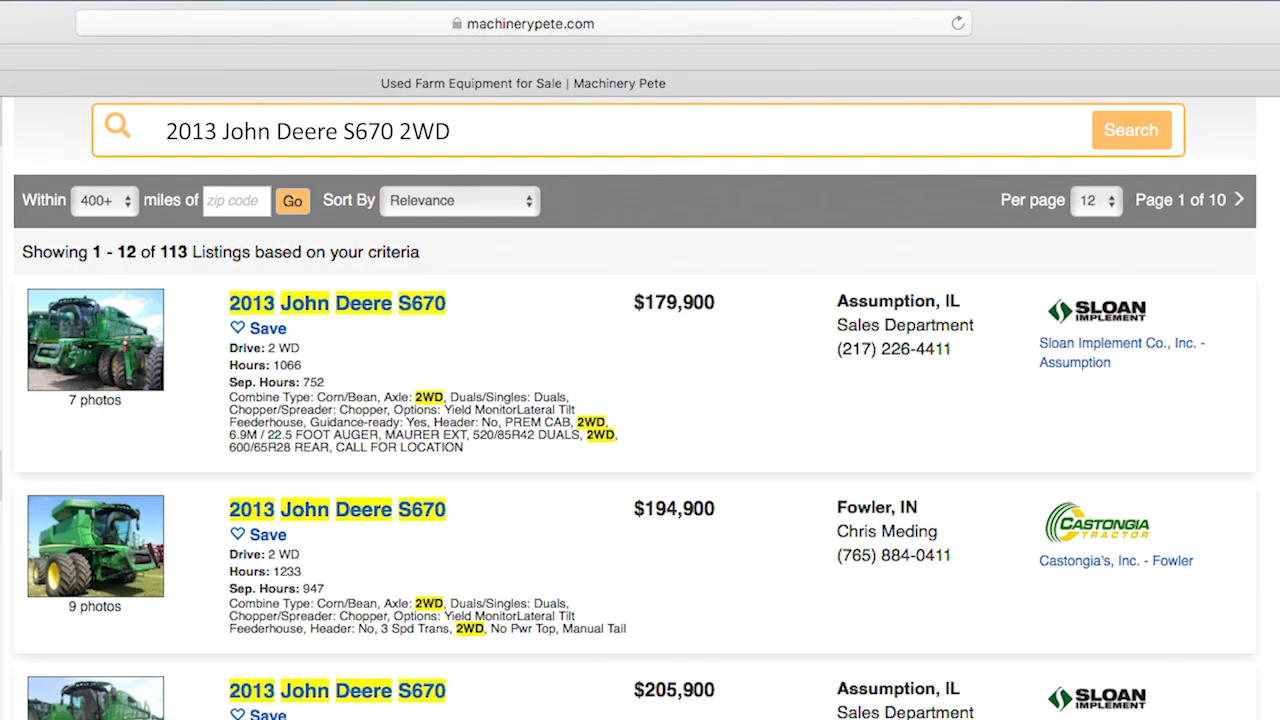 machinerypete.com
Used Farm Equipment for Sale | Machinery Pete
2013 John Deere S670 2WD
Search
Within 400+ miles of zip code Go Sort By Relevance Per page 12 Page 1 of 10
Showing 1 - 12 of 113 Listings based on your criteria
2013 John Deere S670
$179,900
Assumption, IL
Sales Department
(217) 226-4411
SLOAN
IMPLEMENT
Sloan Implement Co., Inc. -
Assumption
Save
Drive: 2 WD
Hours: 1066
Sep. Hours: 752
Combine Type: Corn/Bean, Axle: 2WD, Duals/Singles: Duals,
Chopper/Spreader: Chopper, Options: Yield MonitorLateral Tilt
Feederhouse, Guidance-ready: Yes, Header: No, PREM CAB, 2WD,
6.9M / 22.5 FOOT AUGER, MAURER EXT, 520/85R42 DUALS, 2WD,
600/65R28 REAR, CALL FOR LOCATION
7 photos
2013 John Deere S670
$194,900
Fowler, IN
Chris Meding
(765) 884-0411
CASTONGIA
TRACTOR
Castongia's, Inc. - Fowler
Save
Drive: 2 WD
Hours: 1233
Sep. Hours: 947
Combine Type: Corn/Bean, Axle: 2WD, Duals/Singles: Duals,
Chopper/Spreader: Chopper, Options: Yield MonitorLateral Tilt
Feederhouse, Header: No, 3 Spd Trans, 2WD, No Pwr Top, Manual Tail
9 photos
2013 John Deere S670
$205,900
Assumption, IL
Sales Department
SLOAN
IMPLEMENT
Save